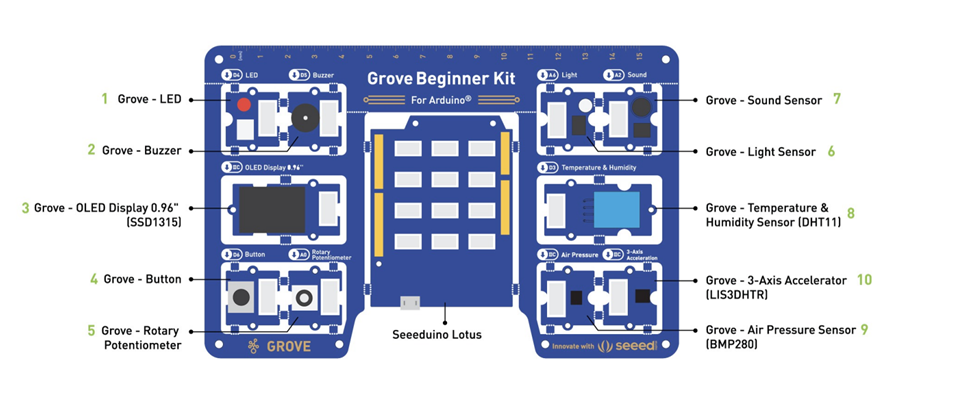 0 1 2 3 4 5 6 7 8 9 10 11 12 13 14 15
D4 LED
D5 Buzzer
Grove Beginner Kit
For Arduino®
A4 Light
A2 Sound
1 Grove - LED
2 Grove - Buzzer
IIC OLED Display 0.96"
3 Grove - OLED Display 0.96"
(SSD1315)
D6 Button
A0 Rotary
Potentiometer
4 Grove - Button
5 Grove - Rotary
Potentiometer
GROVE
Seeeduino Lotus
Grove - Sound Sensor 7
Grove - Light Sensor 6
D3 Temperature & Humidity
Grove - Temperature &
Humidity Sensor (DHT11) 8
IIC Air Pressure
IIC 3-Axis
Acceleration
Grove - 3-Axis Accelerator 10
(LIS3DHTR)
Grove - Air Pressure Sensor 9
(BMP280)
Innovate with seeed